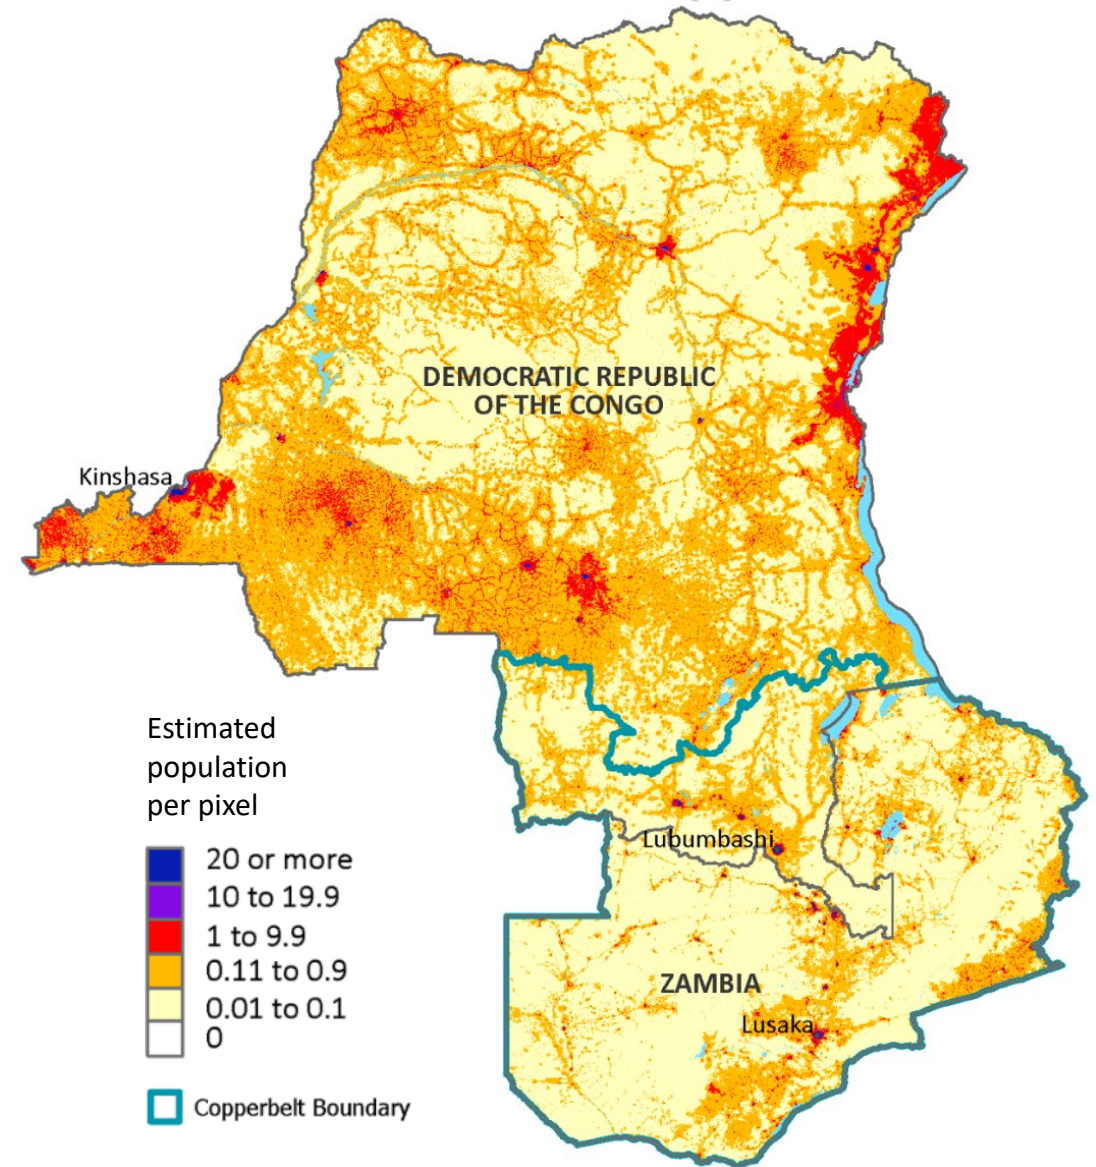 DEMOCRATIC REPUBLIC
OF THE CONGO
Kinshasa
Estimated
population
per pixel
Lubumbashi
20 or more
10 to 19.9
1 to 9.9
0.11 to 0.9
0.01 to 0.1
0
ZAMBIA
Lusaka
Copperbelt Boundary